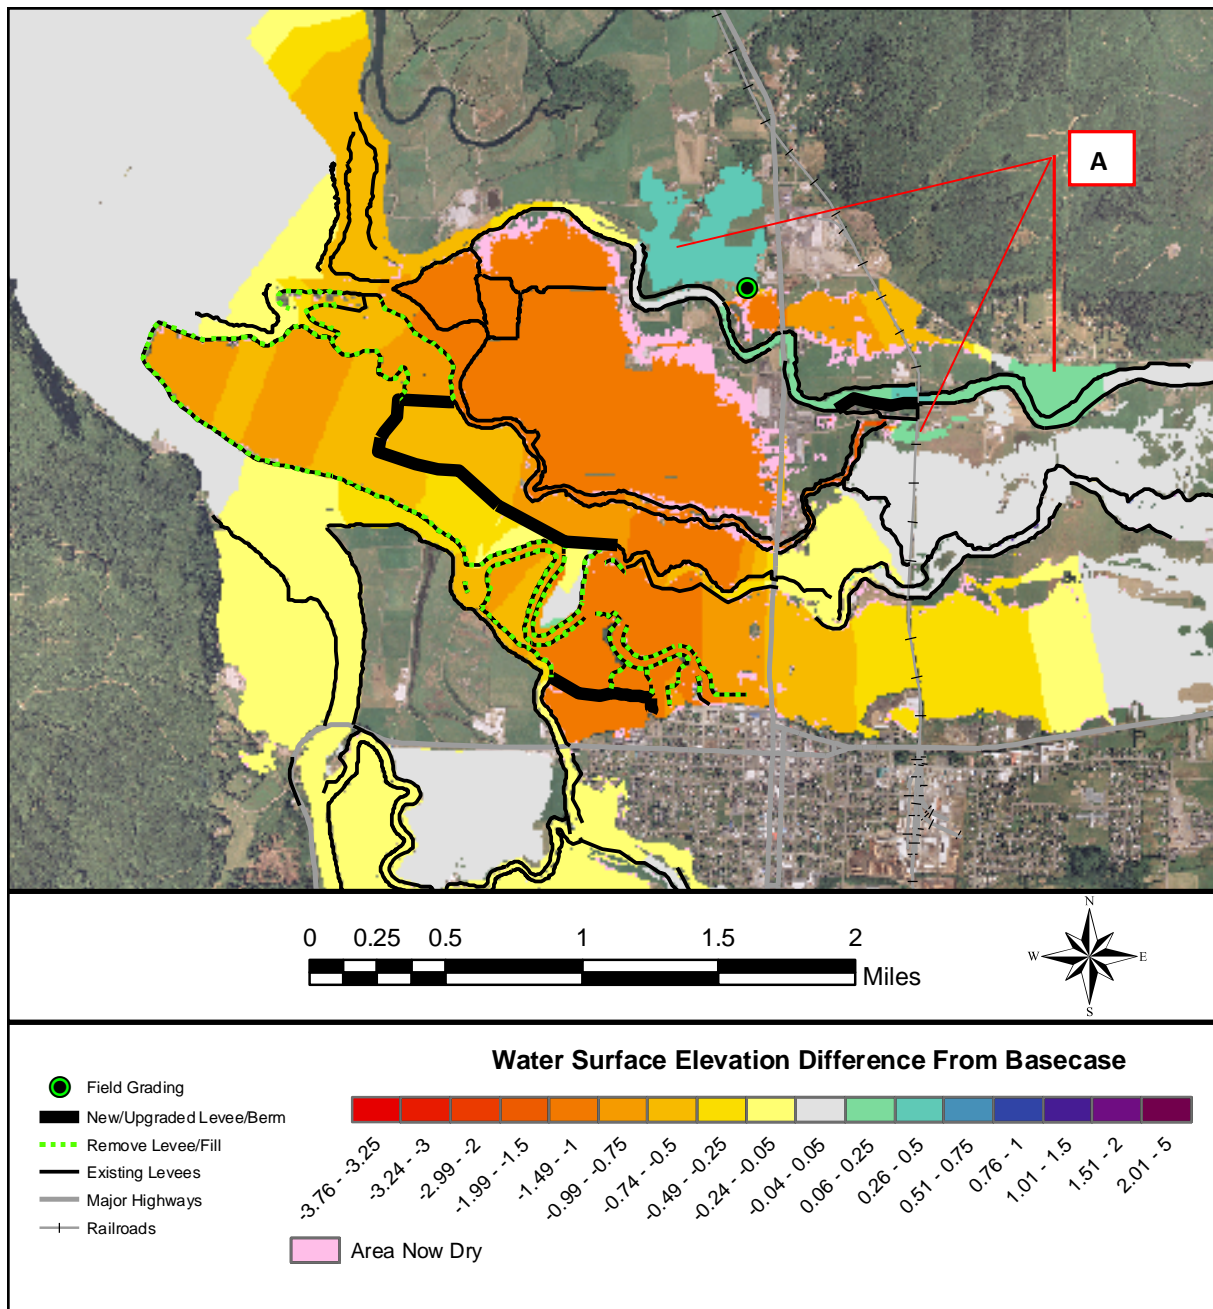 A
0 0.25 0.5 1 1.5 2
Miles
N
W E
S
Water Surface Elevation Difference From Basecase
Field Grading
New/Upgraded Levee/Berm
Remove Levee/Fill
Existing Levees
Major Highways
Railroads
-3.76 - -3.25
-3.24 - -3
-2.99 - -2
-1.99 - -1.5
-1.49 - -1
-0.99 - -0.75
-0.74 - -0.5
-0.49 - -0.25
-0.24 - -0.05
-0.04 - 0.05
0.06 - 0.25
0.26 - 0.5
0.51 - 0.75
0.76 - 1
1.01 - 1.5
1.51 - 2
2.01 - 5
Area Now Dry